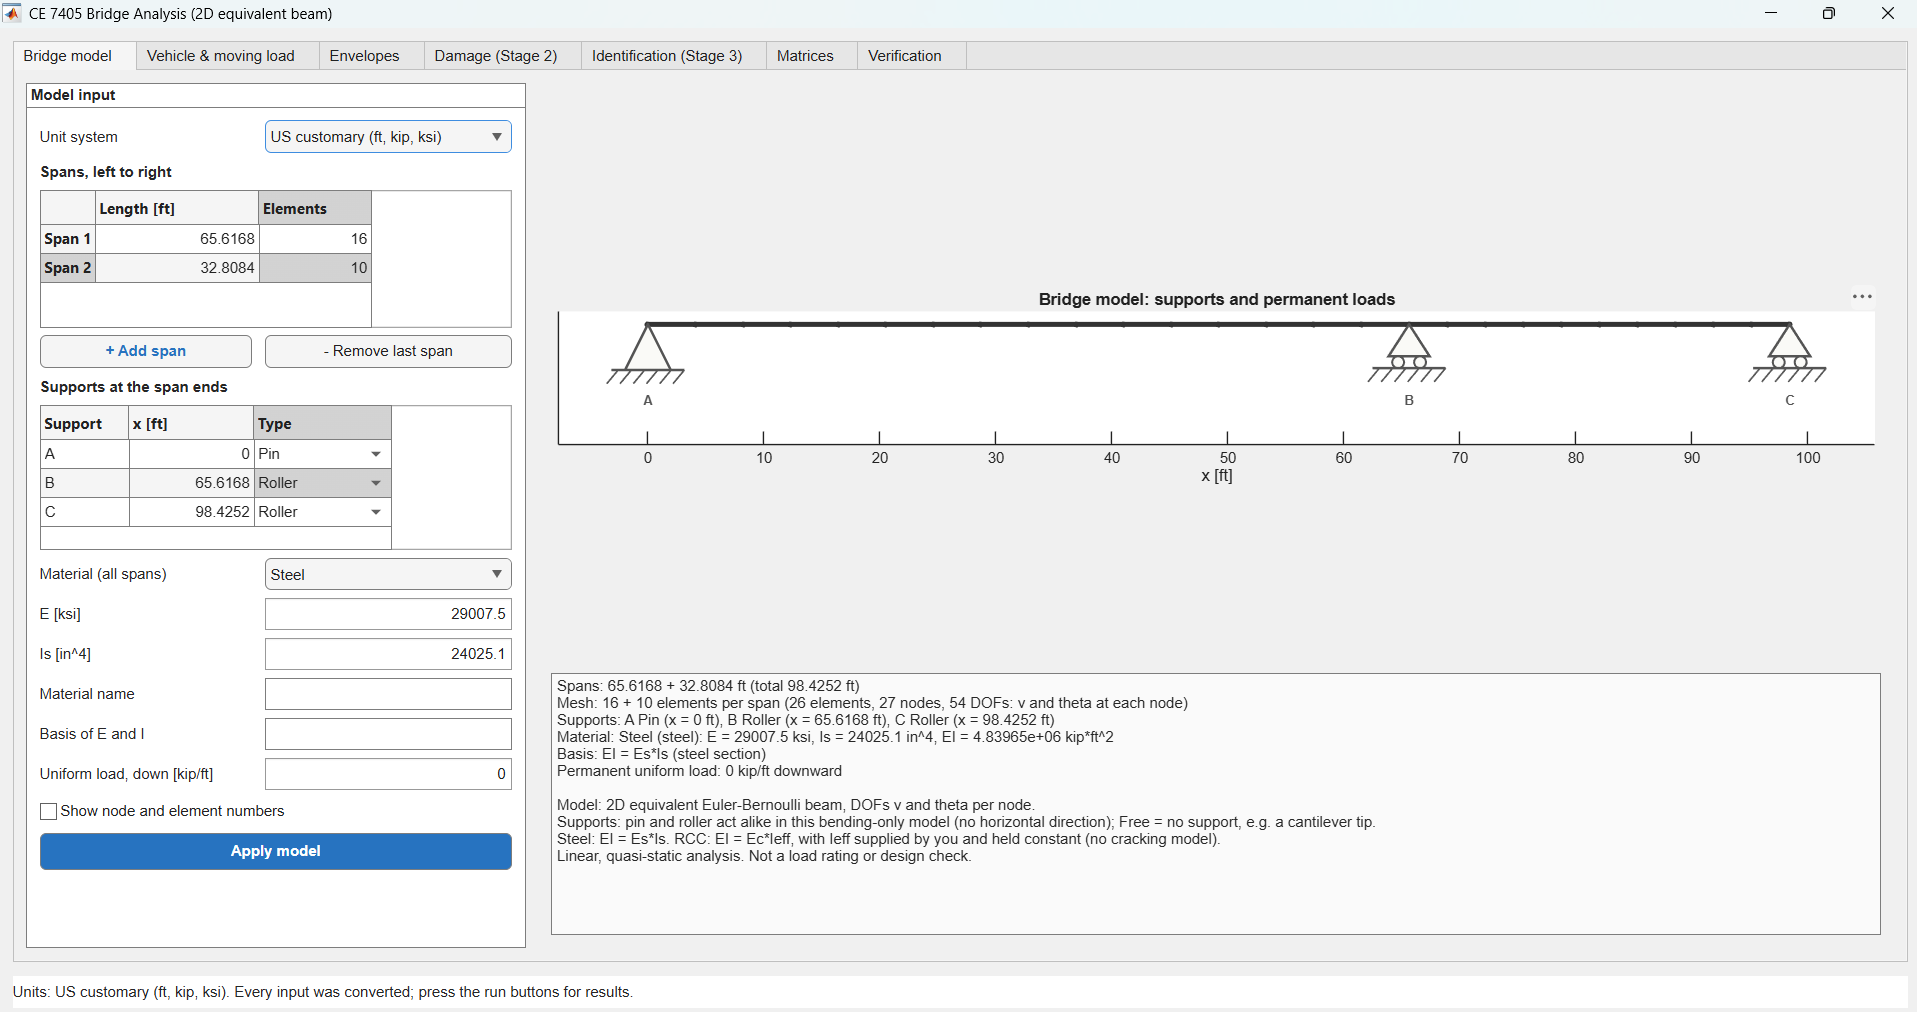 CE 7405 Bridge Analysis (2D equivalent beam)
Bridge model Vehicle & moving load Envelopes Damage (Stage 2) Identification (Stage 3) Matrices Verification
Model input
Unit system US customary (ft, kip, ksi)
Spans, left to right
Length [ft] Elements
Span 1 65.6168 16
Span 2 32.8084 10
+ Add span - Remove last span
Supports at the span ends
Support x [ft] Type
A 0 Pin
B 65.6168 Roller
C 98.4252 Roller
Material (all spans) Steel
E [ksi] 29007.5
Is [in^4] 24025.1
Material name
Basis of E and I
Uniform load, down [kip/ft] 0
Show node and element numbers
Apply model
Bridge model: supports and permanent loads
A B C
0 10 20 30 40 50 60 70 80 90 100
x [ft]
Spans: 65.6168 + 32.8084 ft (total 98.4252 ft)
Mesh: 16 + 10 elements per span (26 elements, 27 nodes, 54 DOFs: v and theta at each node)
Supports: A Pin (x = 0 ft), B Roller (x = 65.6168 ft), C Roller (x = 98.4252 ft)
Material: Steel (steel): E = 29007.5 ksi, Is = 24025.1 in^4, EI = 4.83965e+06 kip*ft^2
Basis: EI = Es*Is (steel section)
Permanent uniform load: 0 kip/ft downward
Model: 2D equivalent Euler-Bernoulli beam, DOFs v and theta per node.
Supports: pin and roller act alike in this bending-only model (no horizontal direction); Free = no support, e.g. a cantilever tip.
Steel: EI = Es*Is. RCC: EI = Ec*Ieff, with Ieff supplied by you and held constant (no cracking model).
Linear, quasi-static analysis. Not a load rating or design check.
Units: US customary (ft, kip, ksi). Every input was converted; press the run buttons for results.